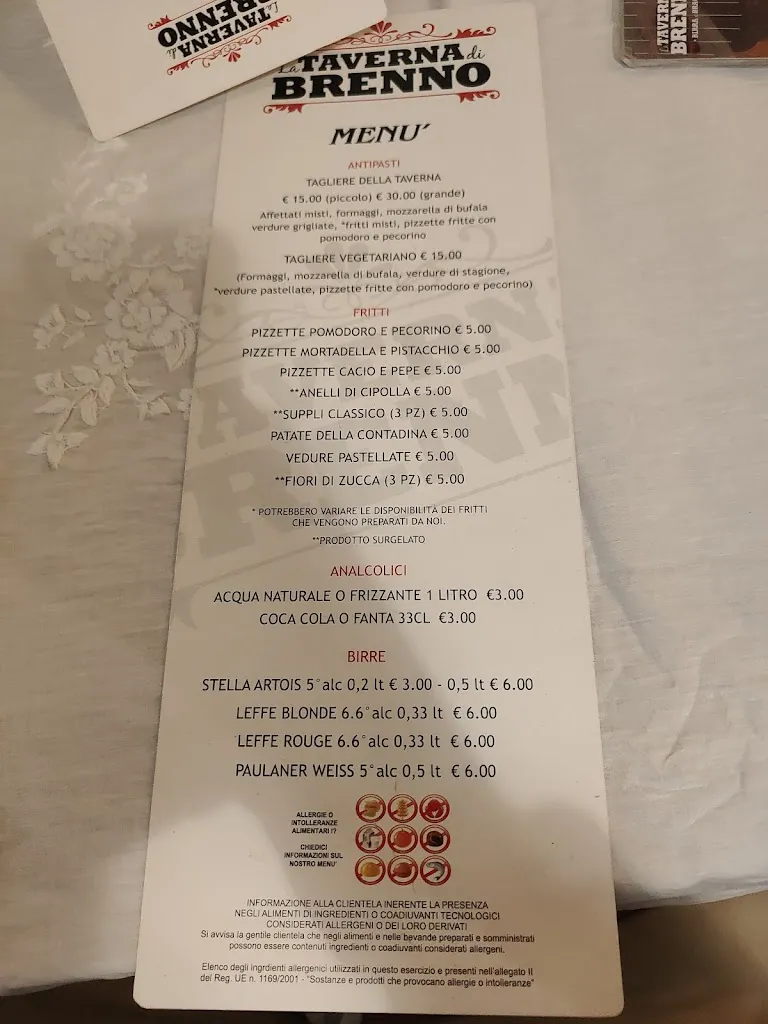 La TAVERNA di
BRENNO
La TAVERNA di
BRENNO
TAVERNA
BREN
MENU'
ANTIPASTI
TAGLIERE DELLA TAVERNA
€ 15.00 (piccolo) € 30.00 (grande)
Affettati misti, formaggi, mozzarella di bufala
verdure grigliate, *fritti misti, pizzette fritte con
pomodoro e pecorino
TAGLIERE VEGETARIANO € 15.00
(Formaggi, mozzarella di bufala, verdure di stagione,
*verdure pastellate, pizzette fritte con pomodoro e pecorino)
FRITTI
PIZZETTE POMODORO E PECORINO € 5.00
PIZZETTE MORTADELLA E PISTACCHIO € 5.00
PIZZETTE CACIO E PEPE € 5.00
**ANELLI DI CIPOLLA € 5.00
**SUPPLI CLASSICO (3 PZ) € 5.00
PATATE DELLA CONTADINA € 5.00
VEDURE PASTELLATE € 5.00
**FIORI DI ZUCCA (3 PZ) € 5.00
* POTREBBERO VARIARE LE DISPONIBILITÀ DEI FRITTI
CHE VENGONO PREPARATI DA NOI.
**PRODOTTO SURGELATO
ANALCOLICI
ACQUA NATURALE O FRIZZANTE 1 LITRO €3.00
COCA COLA O FANTA 33CL €3.00
BIRRE
STELLA ARTOIS 5°alc 0,2 lt € 3.00 - 0,5 lt € 6.00
LEFFE BLONDE 6.6°alc 0,33 lt € 6.00
LEFFE ROUGE 6.6°alc 0,33 lt € 6.00
PAULANER WEISS 5°alc 0,5 lt € 6.00
ALLERGIE O
INTOLLERANZE
ALIMENTARI !?
CHIEDICI
INFORMAZIONI SUL
NOSTRO MENU'
INFORMAZIONE ALLA CLIENTELA INERENTE LA PRESENZA
NEGLI ALIMENTI DI INGREDIENTI O COADIUVANTI TECNOLOGICI
CONSIDERATI ALLERGENI O DEI LORO DERIVATI
Si avvisa la gentile clientela che negli alimenti e nelle bevande preparati e somministrati
possono essere contenuti ingredienti o coadiuvanti considerati allergeni.
Elenco degli ingrdienti allergenici utilizzati in questo esercizio e presenti nell'allegato II
del Reg. UE n. 1169/2001 - "Sostanze e prodotti che provocano allergie o intolleranze"